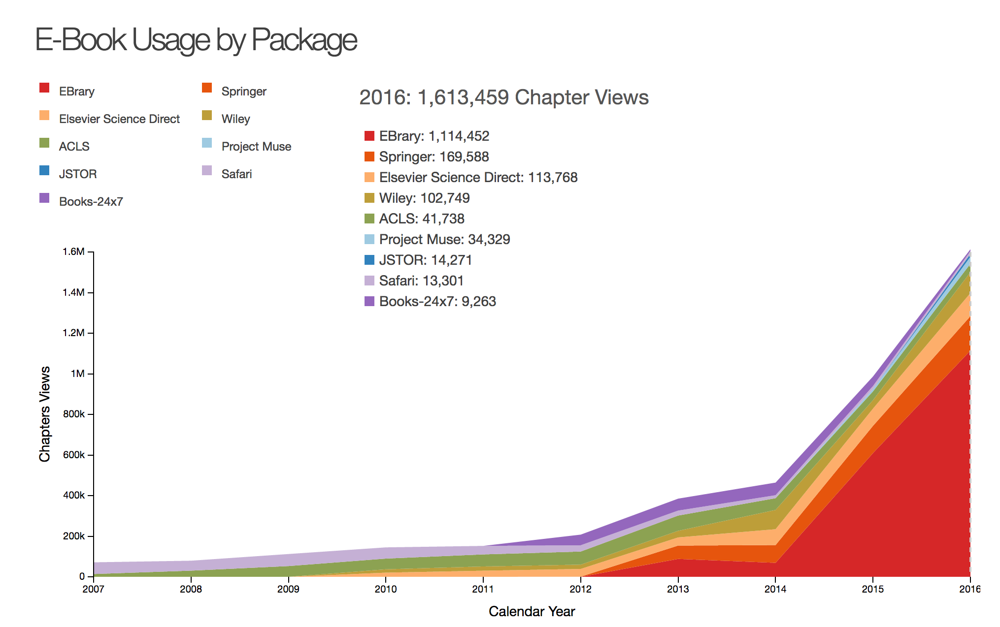 E-Book Usage by Package
EBrary
Springer
Elsevier Science Direct
Wiley
ACLS
Project Muse
JSTOR
Safari
Books-24x7
2016: 1,613,459 Chapter Views
EBrary: 1,114,452
Springer: 169,588
Elsevier Science Direct: 113,768
Wiley: 102,749
ACLS: 41,738
Project Muse: 34,329
JSTOR: 14,271
Safari: 13,301
Books-24x7: 9,263
Chapters Views
1.6M
1.4M
1.2M
1M
800k
600k
400k
200k
0
2007 2008 2009 2010 2011 2012 2013 2014 2015 2016
Calendar Year